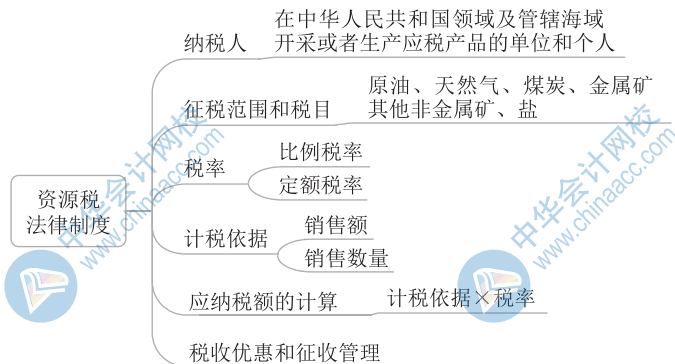 纳税人
在中华人民共和国领域及管辖海域
开采或者生产应税产品的单位和个人
征税范围和税目
原油、天然气、煤炭、金属矿
其他非金属矿、盐
税率
比例税率
定额税率
资源税
法律制度
计税依据
销售额
销售数量
应纳税额的计算
计税依据×税率
税收优惠和征收管理
中华会计网校
www.chinaacc.com
中华会计网校
www.chinaacc.com